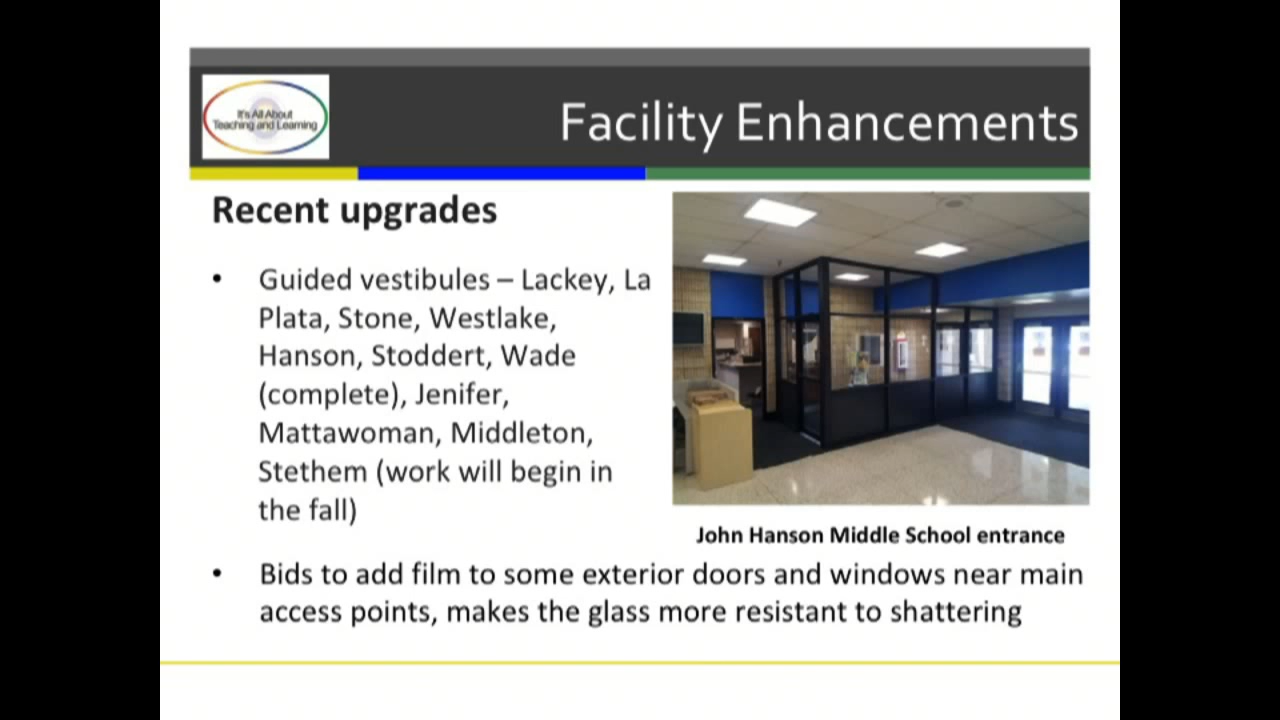 It's All About
Teaching and Learning
Facility Enhancements
Recent upgrades
• Guided vestibules – Lackey, La
Plata, Stone, Westlake,
Hanson, Stoddert, Wade
(complete), Jenifer,
Mattawoman, Middleton,
Stethem (work will begin in
the fall)
John Hanson Middle School entrance
• Bids to add film to some exterior doors and windows near main
access points, makes the glass more resistant to shattering